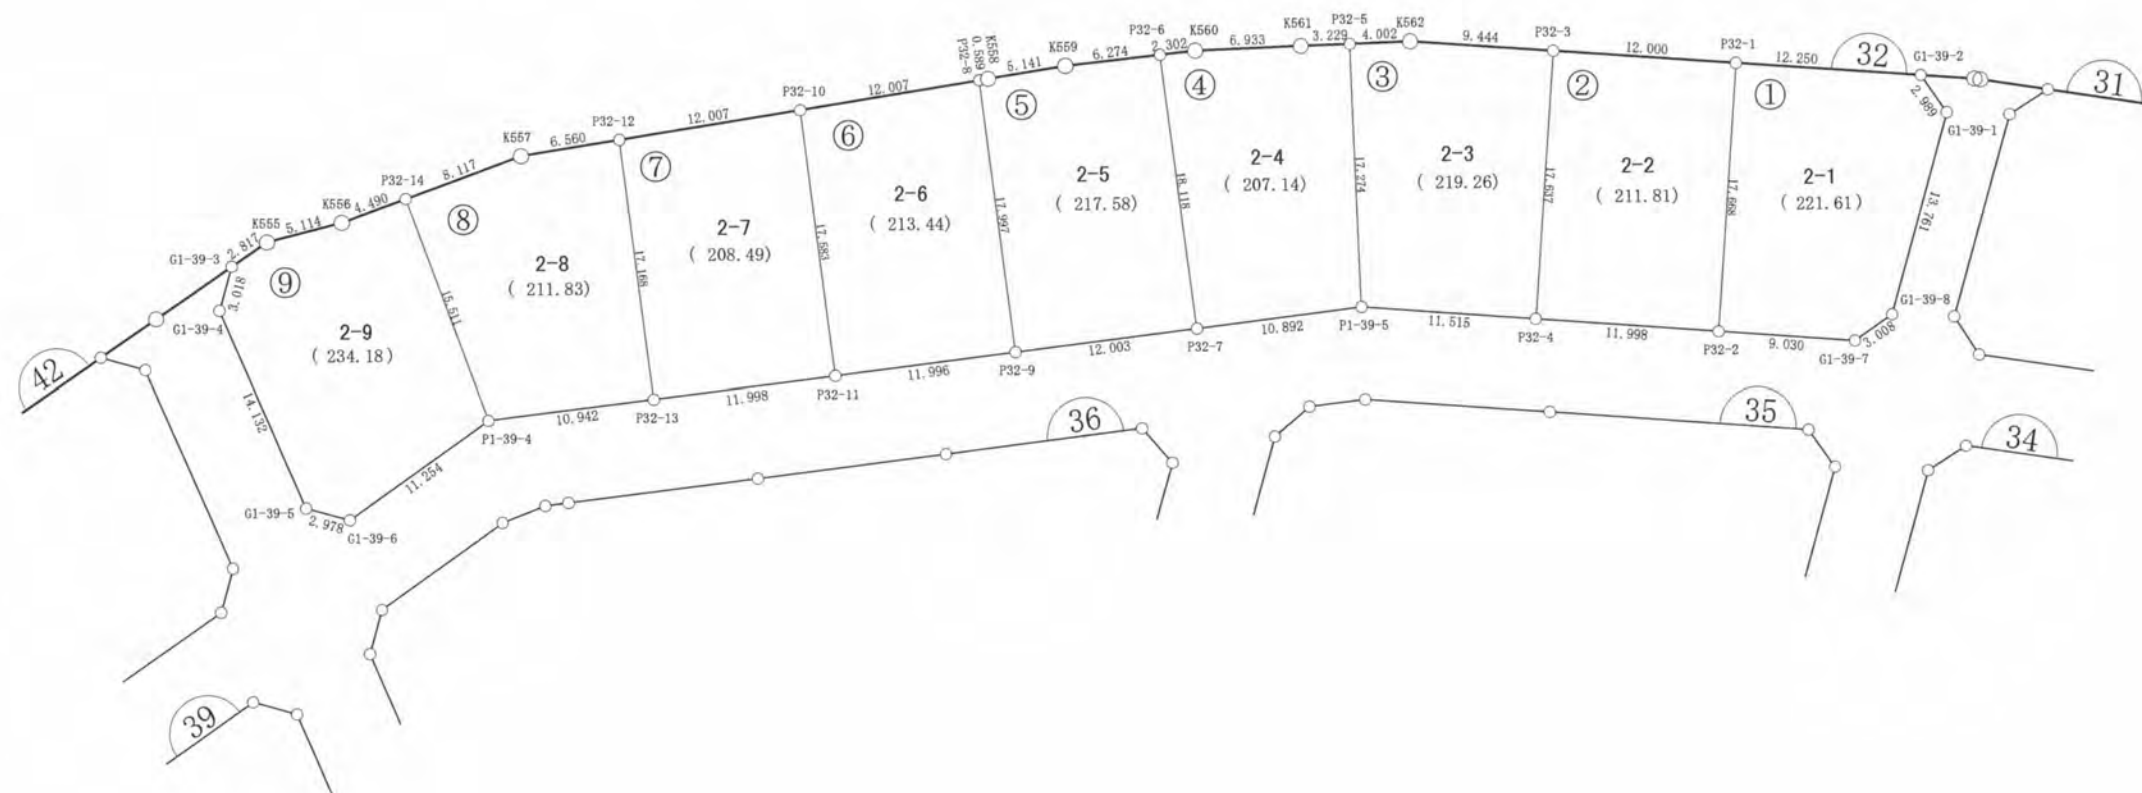 P32-5
K562
K561
P32-6
K560
P32-3
4.002
3.229
6.933
2.302
9.444
K558
0.589
P32-8
K559
6.274
5.141
12.000
P32-1
12.250
32
G1-39-2
31
2.989
G1-39-1
①
②
③
④
⑤
P32-10
12.007
⑥
P32-12
12.007
⑦
K557
6.560
8.117
P32-14
⑧
4.490
K556
5.114
K555
2.817
G1-39-3
⑨
3.018
G1-39-4
42
2-1
( 221.61)
2-2
( 211.81)
2-3
( 219.26)
2-4
( 207.14)
2-5
( 217.58)
2-6
( 213.44)
2-7
( 208.49)
2-8
( 211.83)
2-9
( 234.18)
13.761
17.668
17.637
17.274
18.118
17.997
17.583
17.168
15.511
14.132
G1-39-8
3.008
G1-39-7
9.030
P32-2
11.998
P32-4
11.515
P1-39-5
10.892
P32-7
12.003
P32-9
11.996
P32-11
11.998
P32-13
10.942
P1-39-4
11.254
G1-39-5
2.978
G1-39-6
36
35
34
39